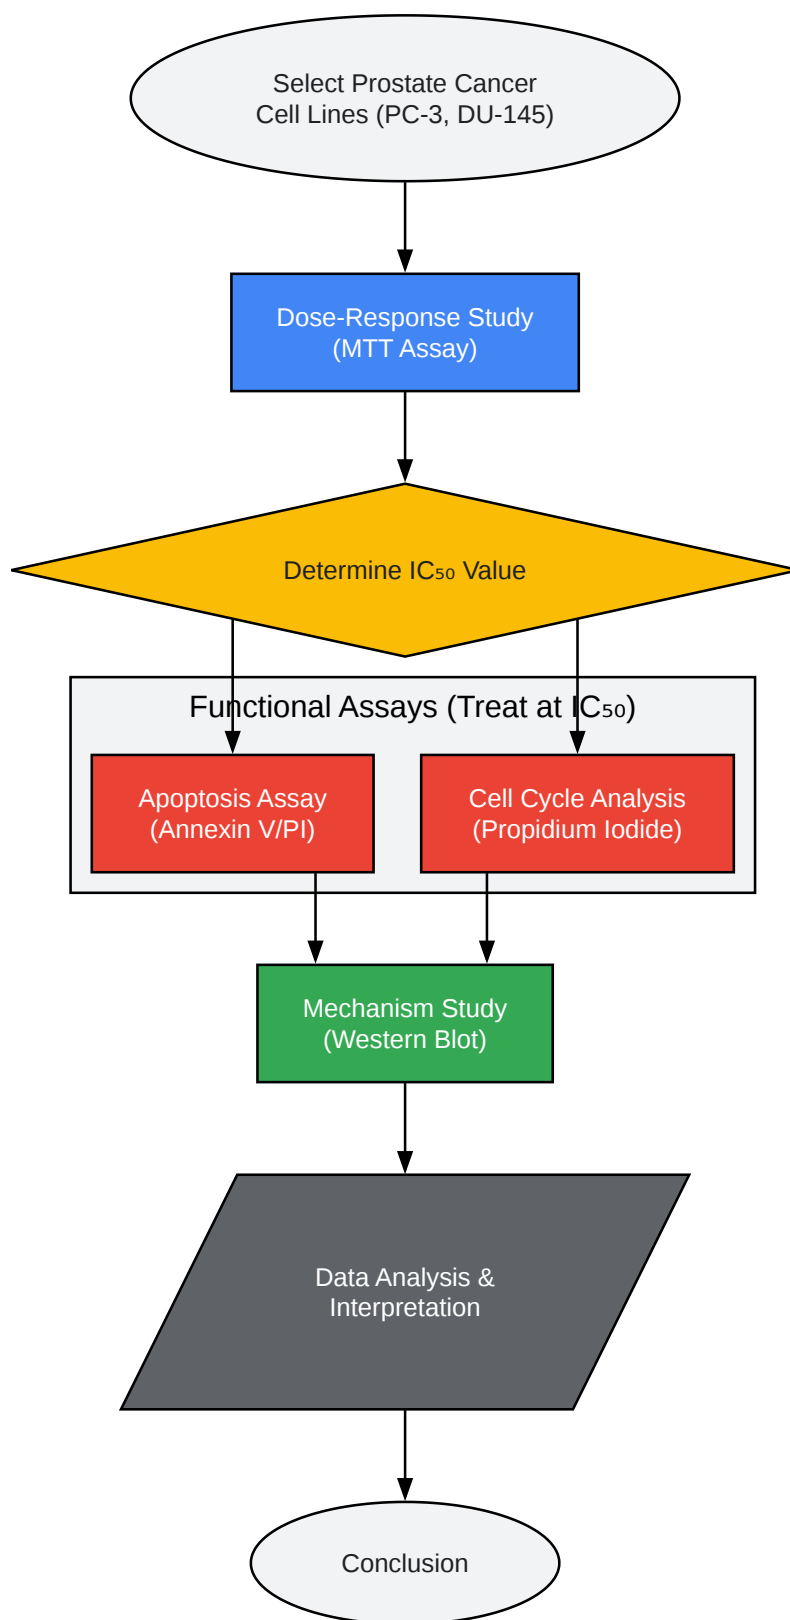 Select Prostate Cancer
Cell Lines (PC-3, DU-145)
Dose-Response Study
(MTT Assay)
Determine IC₅₀ Value
Functional Assays (Treat at IC₅₀)
Apoptosis Assay
(Annexin V/PI)
Cell Cycle Analysis
(Propidium Iodide)
Mechanism Study
(Western Blot)
Data Analysis &
Interpretation
Conclusion